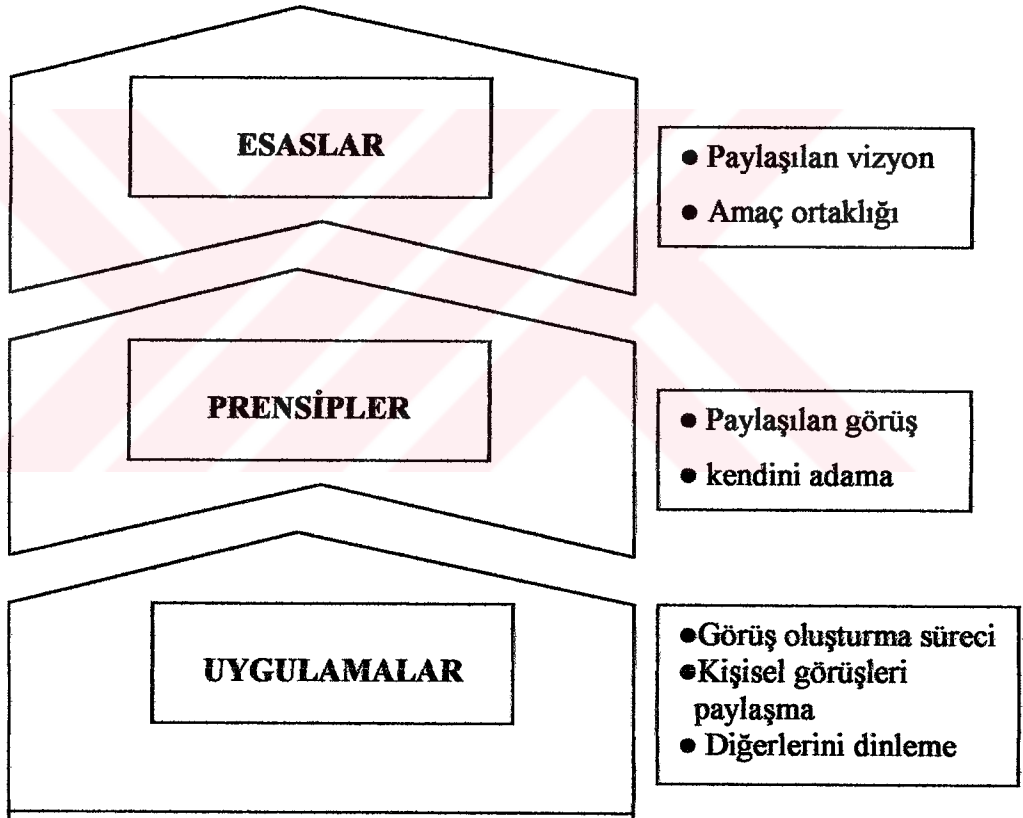 ESASLAR
● Paylaşılan vizyon
● Amaç ortaklığı
PRENSİPLER
● Paylaşılan görüş
● kendini adama
UYGULAMALAR
●Görüş oluşturma süreci
●Kişisel görüşleri
paylaşma
● Diğerlerini dinleme